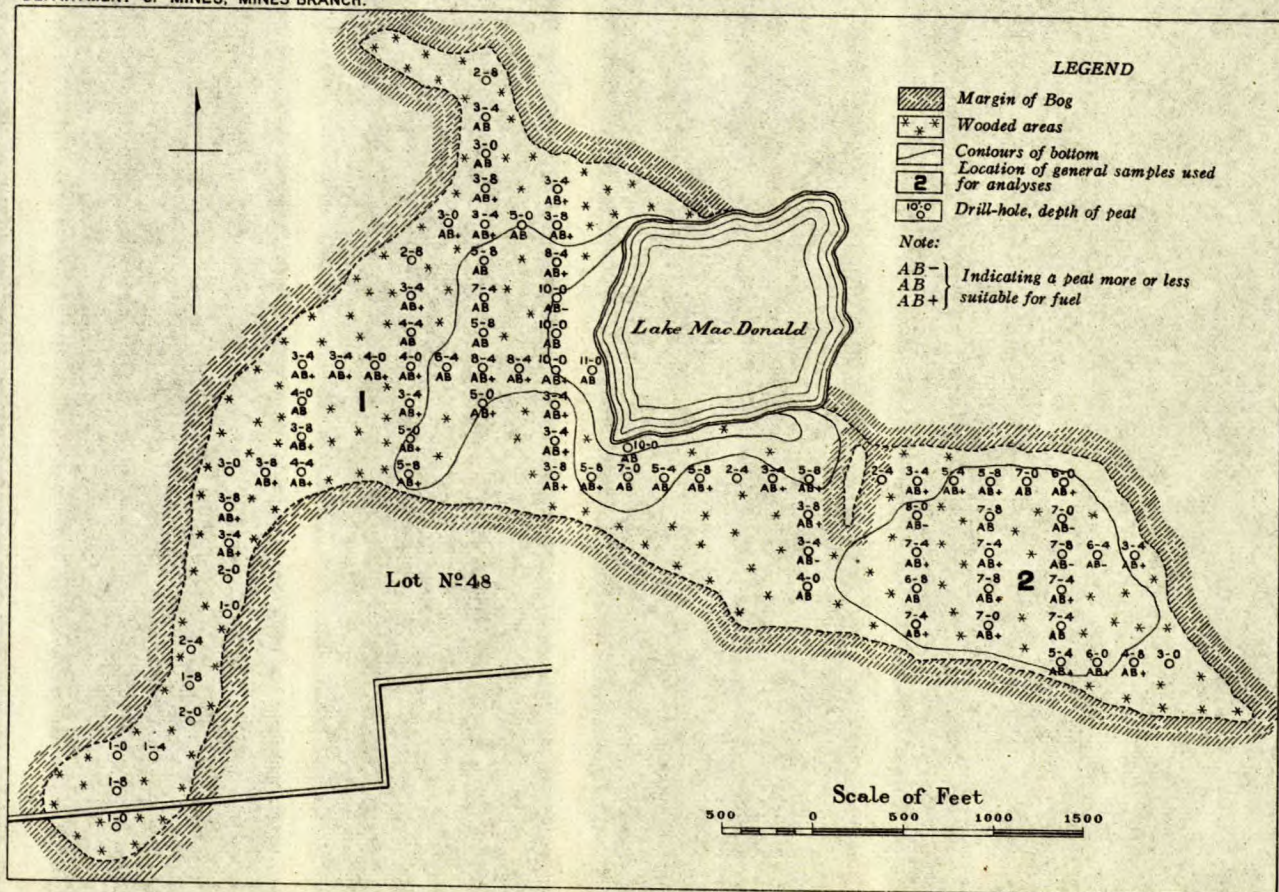 DEPARTMENT OF MINES, MINES BRANCH.
LEGEND
Margin of Bog
Wooded areas
Contours of bottom
2 Location of general samples used for analyses
10'-0 Drill-hole, depth of peat
Note:
AB-
AB
AB+
Indicating a peat more or less
suitable for fuel
2-8
3-4
AB
3-0
AB
3-8 3-4
AB+ AB+
3-0 3-4 5-0 3-8
AB+ AB+ AB AB+
2-8 5-8 8-4
AB AB+
3-4 7-4 10-0
AB+ AB AB-
4-4 5-8 10-0
AB AB AB
Lake MacDonald
3-4 3-4 4-0 4-0 6-4 8-4 8-4 10-0 11-0
AB+ AB+ AB+ AB+ AB AB+ AB+ AB+ AB
4-0 1 3-4 5-0 3-4
AB AB+ AB+ AB+
3-8 5-0 3-4 10-0
AB+ AB+ AB+ AB
3-0 3-8 4-4 5-8 3-8 5-8 7-0 5-4 5-8 2-4 3-4 5-8 2-4 3-4 5-4 5-8 7-0 6-0
AB+ AB+ AB+ AB+ AB+ AB AB+ AB+ AB+ AB+ AB+ AB+ AB+ AB AB+
3-8 3-8 8-0 7-8 7-0
AB+ AB+ AB- AB AB-
3-4 3-4 7-4 7-4 7-8 6-4 3-4
AB+ AB- AB+ AB+ AB- AB- AB+
2-0 Lot Nº 48 4-0 6-8 7-8 2 7-4
AB AB AB+ AB+
1-0 7-4 7-0 7-4
AB+ AB+ AB
2-4 5-4 6-0 4-8 3-0
AB+ AB+ AB+
1-8
2-0
1-0 1-4
1-8
1-0
Scale of Feet
500 0 500 1000 1500